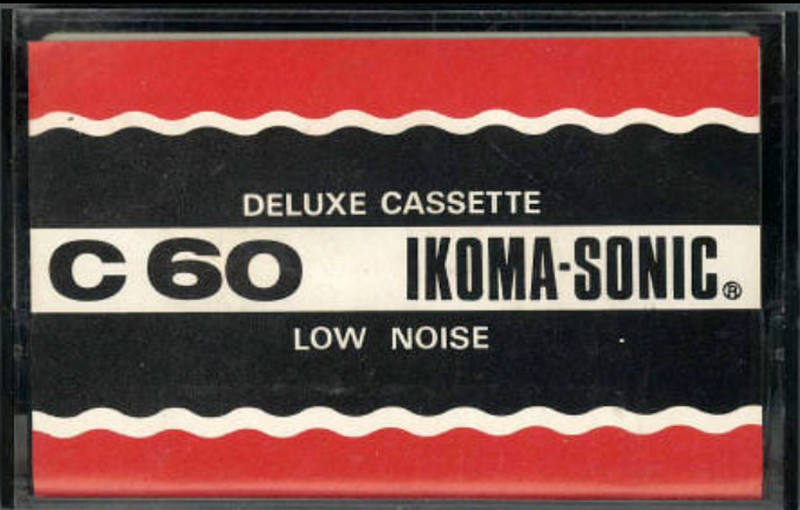 DELUXE CASSETTE
C 60 IKOMA-SONIC®
LOW NOISE